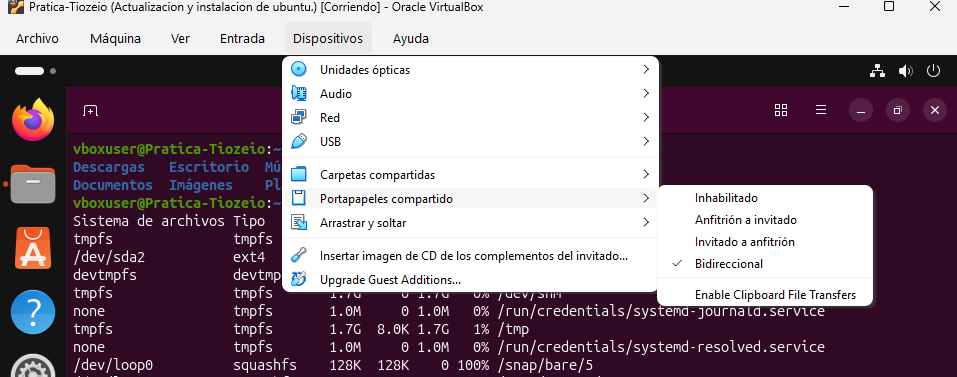 Pratica-Tiozeio (Actualizacion y instalacion de ubuntu.) [Corriendo] - Oracle VirtualBox
Archivo Máquina Ver Entrada Dispositivos Ayuda
Unidades ópticas
Audio
Red
USB
Carpetas compartidas
Portapapeles compartido
Arrastrar y soltar
Insertar imagen de CD de los complementos del invitado...
Upgrade Guest Additions...
Inhabilitado
Anfitrión a invitado
Invitado a anfitrión
Bidireccional
Enable Clipboard File Transfers
vboxuser@Pratica-Tiozeio:~
Descargas Escritorio
Documentos Imágenes
vboxuser@Pratica-Tiozeio:~
Sistema de archivos Tipo
tmpfs tmpfs
/dev/sda2 ext4
devtmpfs
tmpfs tmpfs 1.7G 0 1.7G 0% /dev/shm
none tmpfs 1.0M 0 1.0M 0% /run/credentials/systemd-journald.service
tmpfs tmpfs 1.7G 8.0K 1.7G 1% /tmp
none tmpfs 1.0M 0 1.0M 0% /run/credentials/systemd-resolved.service
/dev/loop0 squashfs 128K 128K 0 100% /snap/bare/5